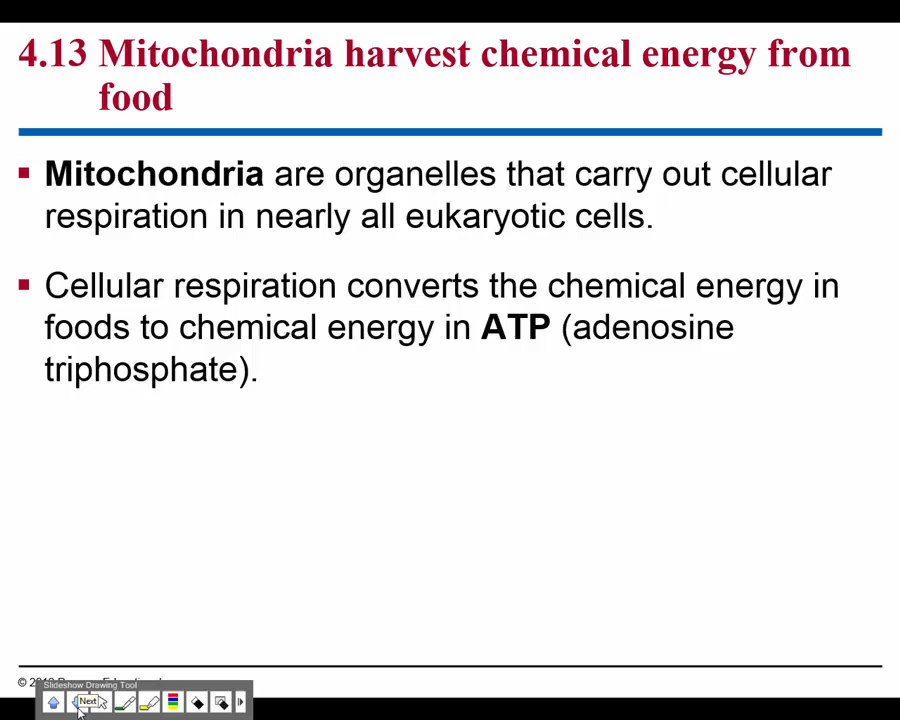 4.13 Mitochondria harvest chemical energy from
food
▪ Mitochondria are organelles that carry out cellular
respiration in nearly all eukaryotic cells.
▪ Cellular respiration converts the chemical energy in
foods to chemical energy in ATP (adenosine
triphosphate).
©
Slideshow Drawing Tool
Next